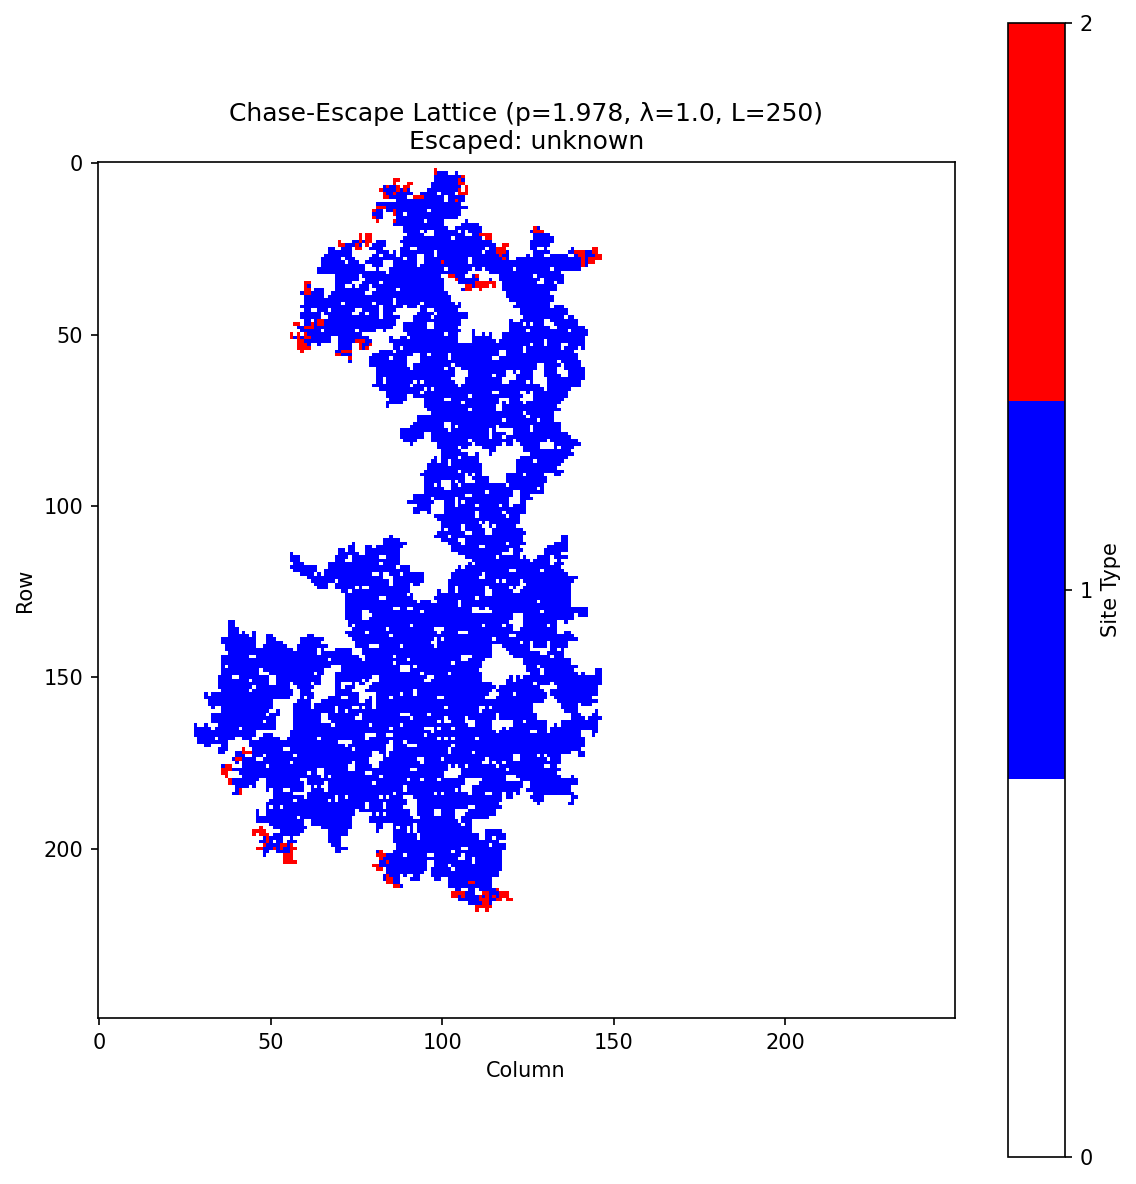 Chase-Escape Lattice (p=1.978, λ=1.0, L=250)
Escaped: unknown
0
50
100
150
200
Row
0
50
100
150
200
Column
2
1
0
Site Type